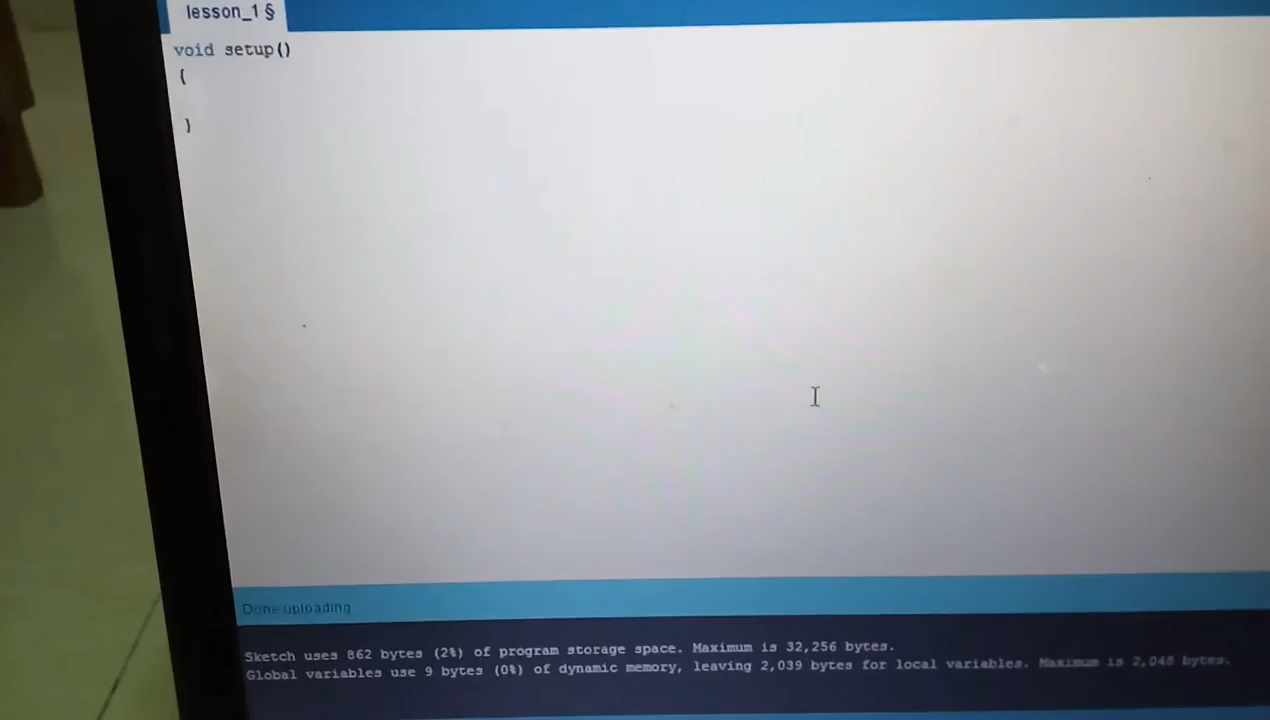 lesson_1 §
void setup()
{
}
Done uploading
Sketch uses 862 bytes (2%) of program storage space. Maximum is 32,256 bytes.
Global variables use 9 bytes (0%) of dynamic memory, leaving 2,039 bytes for local variables. Maximum is 2,048 bytes.